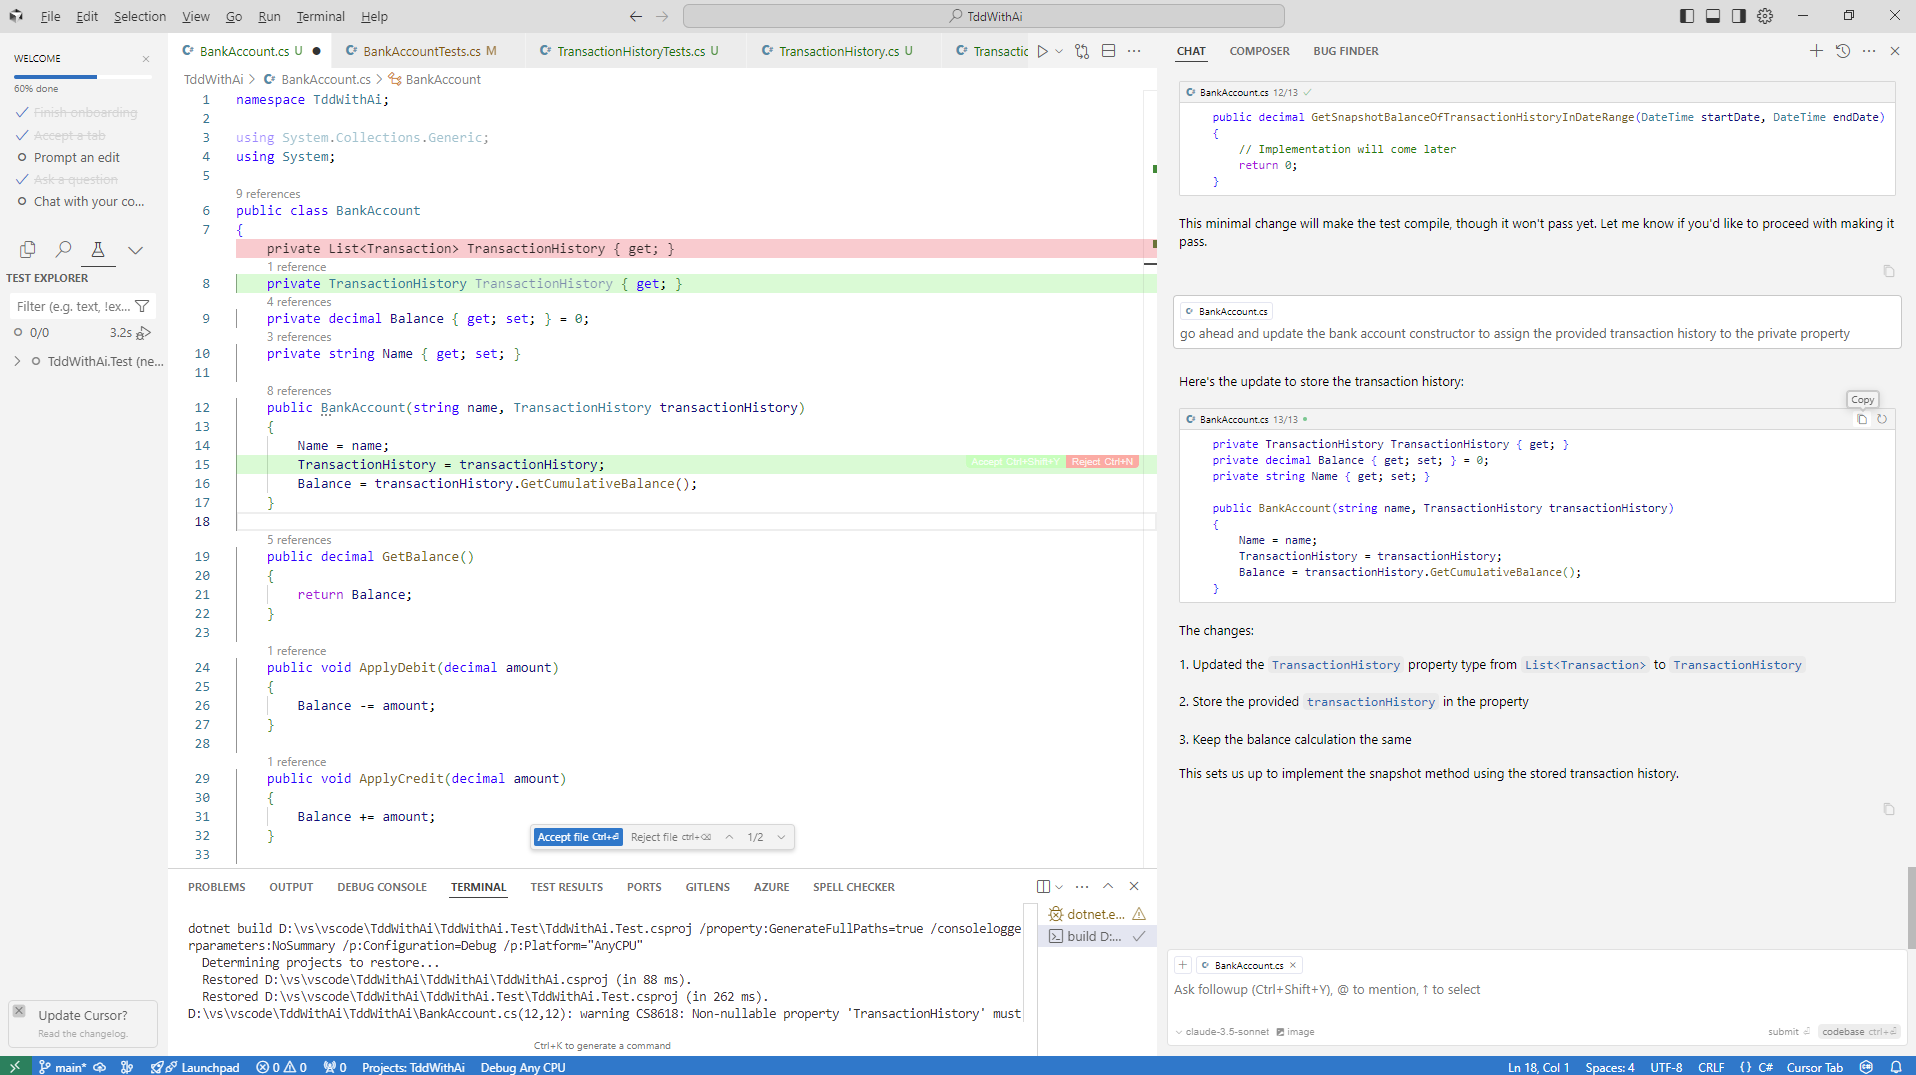 File Edit Selection View Go Run Terminal Help
TddWithAi
WELCOME
60% done
Finish onboarding
Accept a tab
Prompt an edit
Ask a question
Chat with your co...
TEST EXPLORER
Filter (e.g. text, !ex...
0/0 3.2s
TddWithAi.Test (ne...
Update Cursor?
Read the changelog.
BankAccount.cs U
BankAccountTests.cs M
TransactionHistoryTests.cs U
TransactionHistory.cs U
Transactic
TddWithAi > BankAccount.cs > BankAccount
1 namespace TddWithAi;
2
3 using System.Collections.Generic;
4 using System;
5
9 references
6 public class BankAccount
7 {
private List<Transaction> TransactionHistory { get; }
1 reference
8 private TransactionHistory TransactionHistory { get; }
4 references
9 private decimal Balance { get; set; } = 0;
3 references
10 private string Name { get; set; }
11
8 references
12 public BankAccount(string name, TransactionHistory transactionHistory)
13 {
14 Name = name;
15 TransactionHistory = transactionHistory; Accept Ctrl+Shift+Y Reject Ctrl+N
16 Balance = transactionHistory.GetCumulativeBalance();
17 }
18
5 references
19 public decimal GetBalance()
20 {
21 return Balance;
22 }
23
1 reference
24 public void ApplyDebit(decimal amount)
25 {
26 Balance -= amount;
27 }
28
1 reference
29 public void ApplyCredit(decimal amount)
30 {
31 Balance += amount;
32 }
33
Accept file Ctrl+⏎ Reject file ctrl+⌫ 1/2
PROBLEMS OUTPUT DEBUG CONSOLE TERMINAL TEST RESULTS PORTS GITLENS AZURE SPELL CHECKER
dotnet build D:\vs\vscode\TddWithAi\TddWithAi.Test\TddWithAi.Test.csproj /property:GenerateFullPaths=true /consolelogge
rparameters:NoSummary /p:Configuration=Debug /p:Platform="AnyCPU"
Determining projects to restore...
Restored D:\vs\vscode\TddWithAi\TddWithAi\TddWithAi.csproj (in 88 ms).
Restored D:\vs\vscode\TddWithAi\TddWithAi.Test\TddWithAi.Test.csproj (in 262 ms).
D:\vs\vscode\TddWithAi\TddWithAi\BankAccount.cs(12,12): warning CS8618: Non-nullable property 'TransactionHistory' must
Ctrl+K to generate a command
dotnet.e...
build D:...
CHAT COMPOSER BUG FINDER
BankAccount.cs 12/13
public decimal GetSnapshotBalanceOfTransactionHistoryInDateRange(DateTime startDate, DateTime endDate)
{
// Implementation will come later
return 0;
}
This minimal change will make the test compile, though it won't pass yet. Let me know if you'd like to proceed with making it
pass.
BankAccount.cs
go ahead and update the bank account constructor to assign the provided transaction history to the private property
Here's the update to store the transaction history:
Copy
BankAccount.cs 13/13
private TransactionHistory TransactionHistory { get; }
private decimal Balance { get; set; } = 0;
private string Name { get; set; }
public BankAccount(string name, TransactionHistory transactionHistory)
{
Name = name;
TransactionHistory = transactionHistory;
Balance = transactionHistory.GetCumulativeBalance();
}
The changes:
1. Updated the TransactionHistory property type from List<Transaction> to TransactionHistory
2. Store the provided transactionHistory in the property
3. Keep the balance calculation the same
This sets us up to implement the snapshot method using the stored transaction history.
BankAccount.cs
Ask followup (Ctrl+Shift+Y), @ to mention, ↑ to select
claude-3.5-sonnet image submit ⏎ codebase ctrl+⏎
main* Launchpad 0 0 0 Projects: TddWithAi Debug Any CPU
Ln 18, Col 1 Spaces: 4 UTF-8 CRLF {} C# Cursor Tab